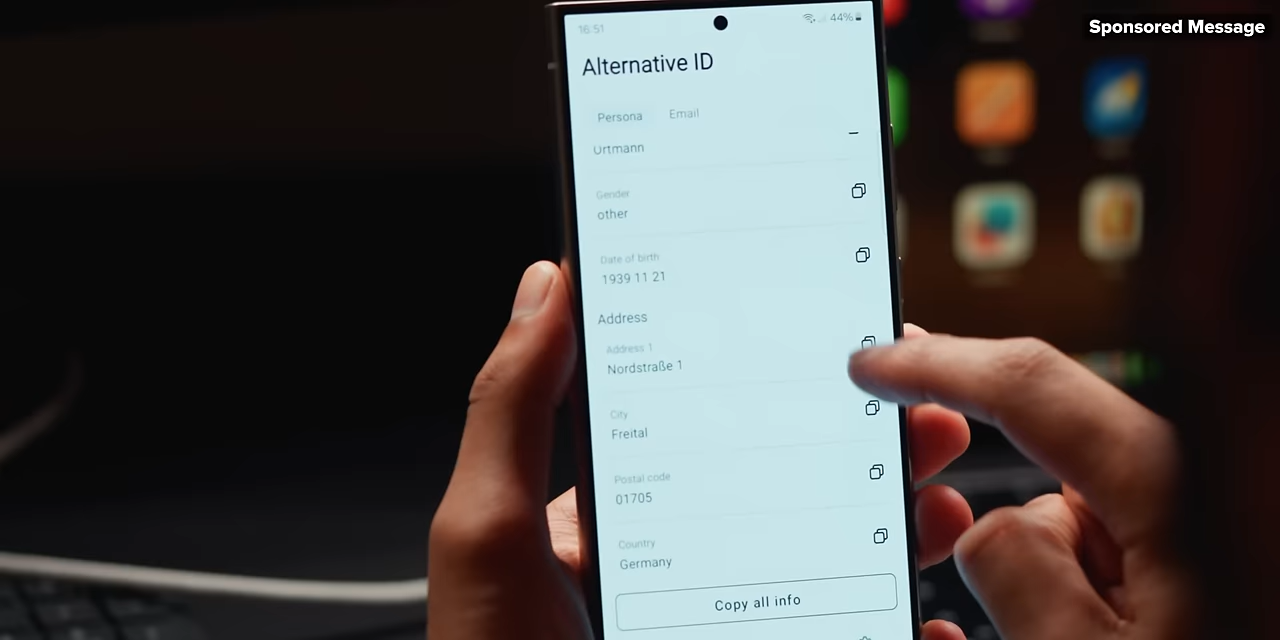 Sponsored Message
16:51
44%
Alternative ID
Persona Email
Urtmann
Gender
other
Date of birth
1939 11 21
Address
Address 1
Nordstraße 1
City
Freital
Postal code
01705
Country
Germany
Copy all info